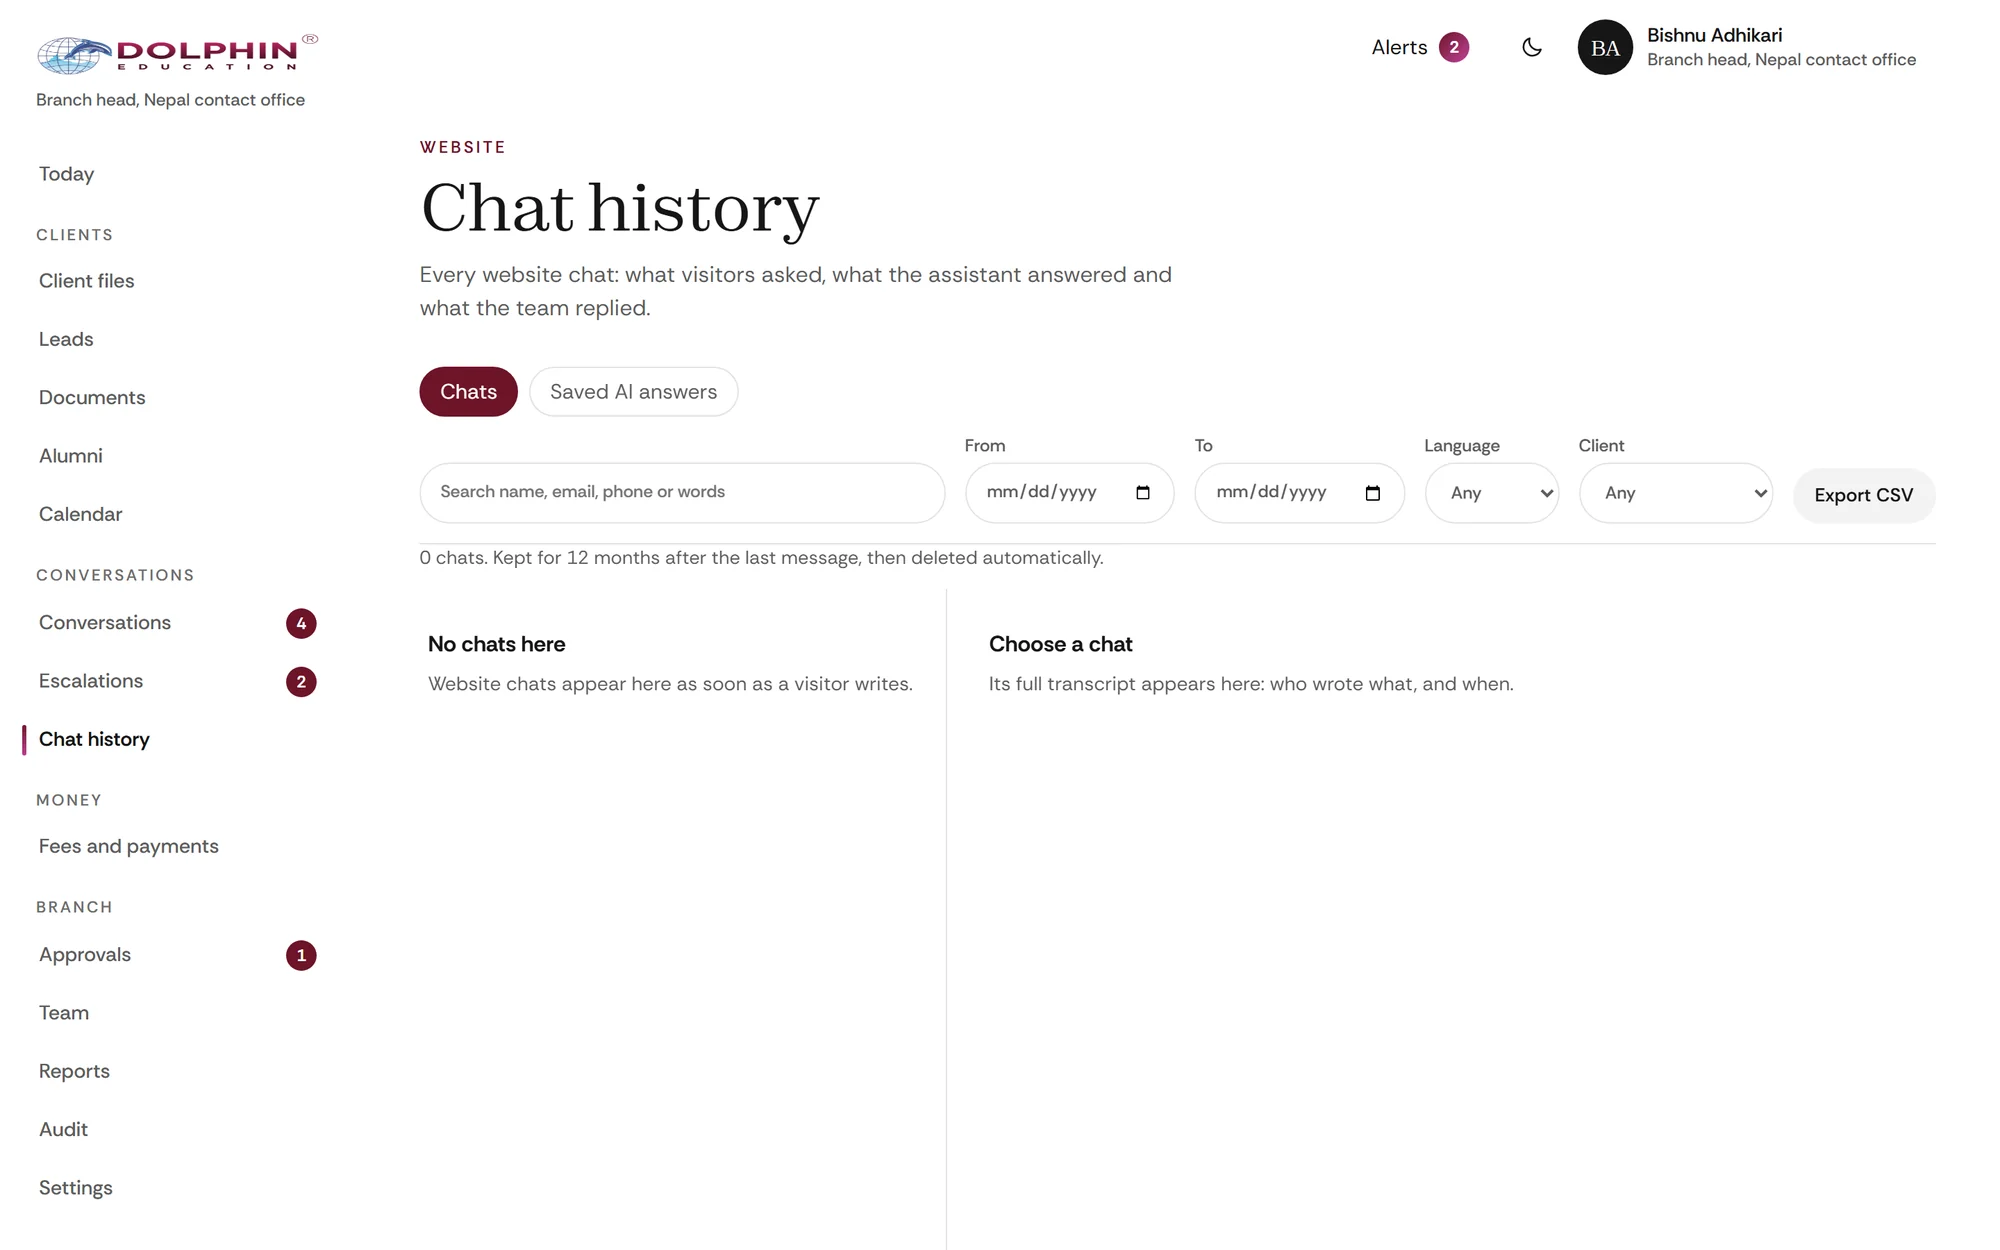 DOLPHIN®
EDUCATION
Branch head, Nepal contact office
Alerts 2
BA
Bishnu Adhikari
Branch head, Nepal contact office
Today
CLIENTS
Client files
Leads
Documents
Alumni
Calendar
CONVERSATIONS
Conversations 4
Escalations 2
Chat history
MONEY
Fees and payments
BRANCH
Approvals 1
Team
Reports
Audit
Settings
WEBSITE
Chat history
Every website chat: what visitors asked, what the assistant answered and
what the team replied.
Chats
Saved AI answers
From
To
Language
Client
Search name, email, phone or words
mm/dd/yyyy
mm/dd/yyyy
Any
Any
Export CSV
0 chats. Kept for 12 months after the last message, then deleted automatically.
No chats here
Website chats appear here as soon as a visitor writes.
Choose a chat
Its full transcript appears here: who wrote what, and when.